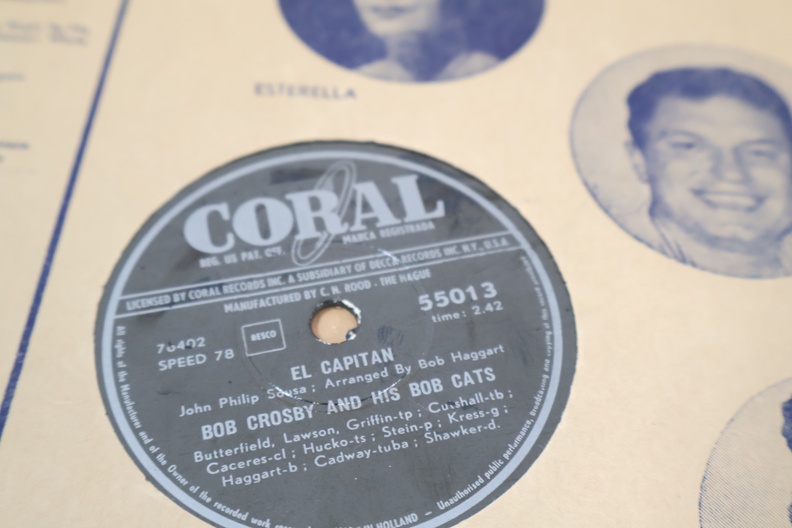 ESTERELLA
CORAL
REG. US PAT. OFF. MARCA REGISTRADA
LICENSED BY CORAL RECORDS INC. A SUBSIDIARY OF DECCA RECORDS INC. N.Y., U.S.A.
MANUFACTURED BY C. H. ROOD - THE HAGUE
55013
time: 2.42
76402
SPEED 78
BESCO
EL CAPITAN
John Philip Sousa; Arranged By Bob Haggart
BOB CROSBY AND HIS BOB CATS
Butterfield, Lawson, Griffin-tp; Cutshall-tb;
Caceres-cl; Hucko-ts; Stein-p; Kress-g;
Haggart-b; Cadway-tuba; Shawker-d.
All rights of the Manufacturer and of the Owner of the recorded work
IN HOLLAND - Unauthorised public performance,